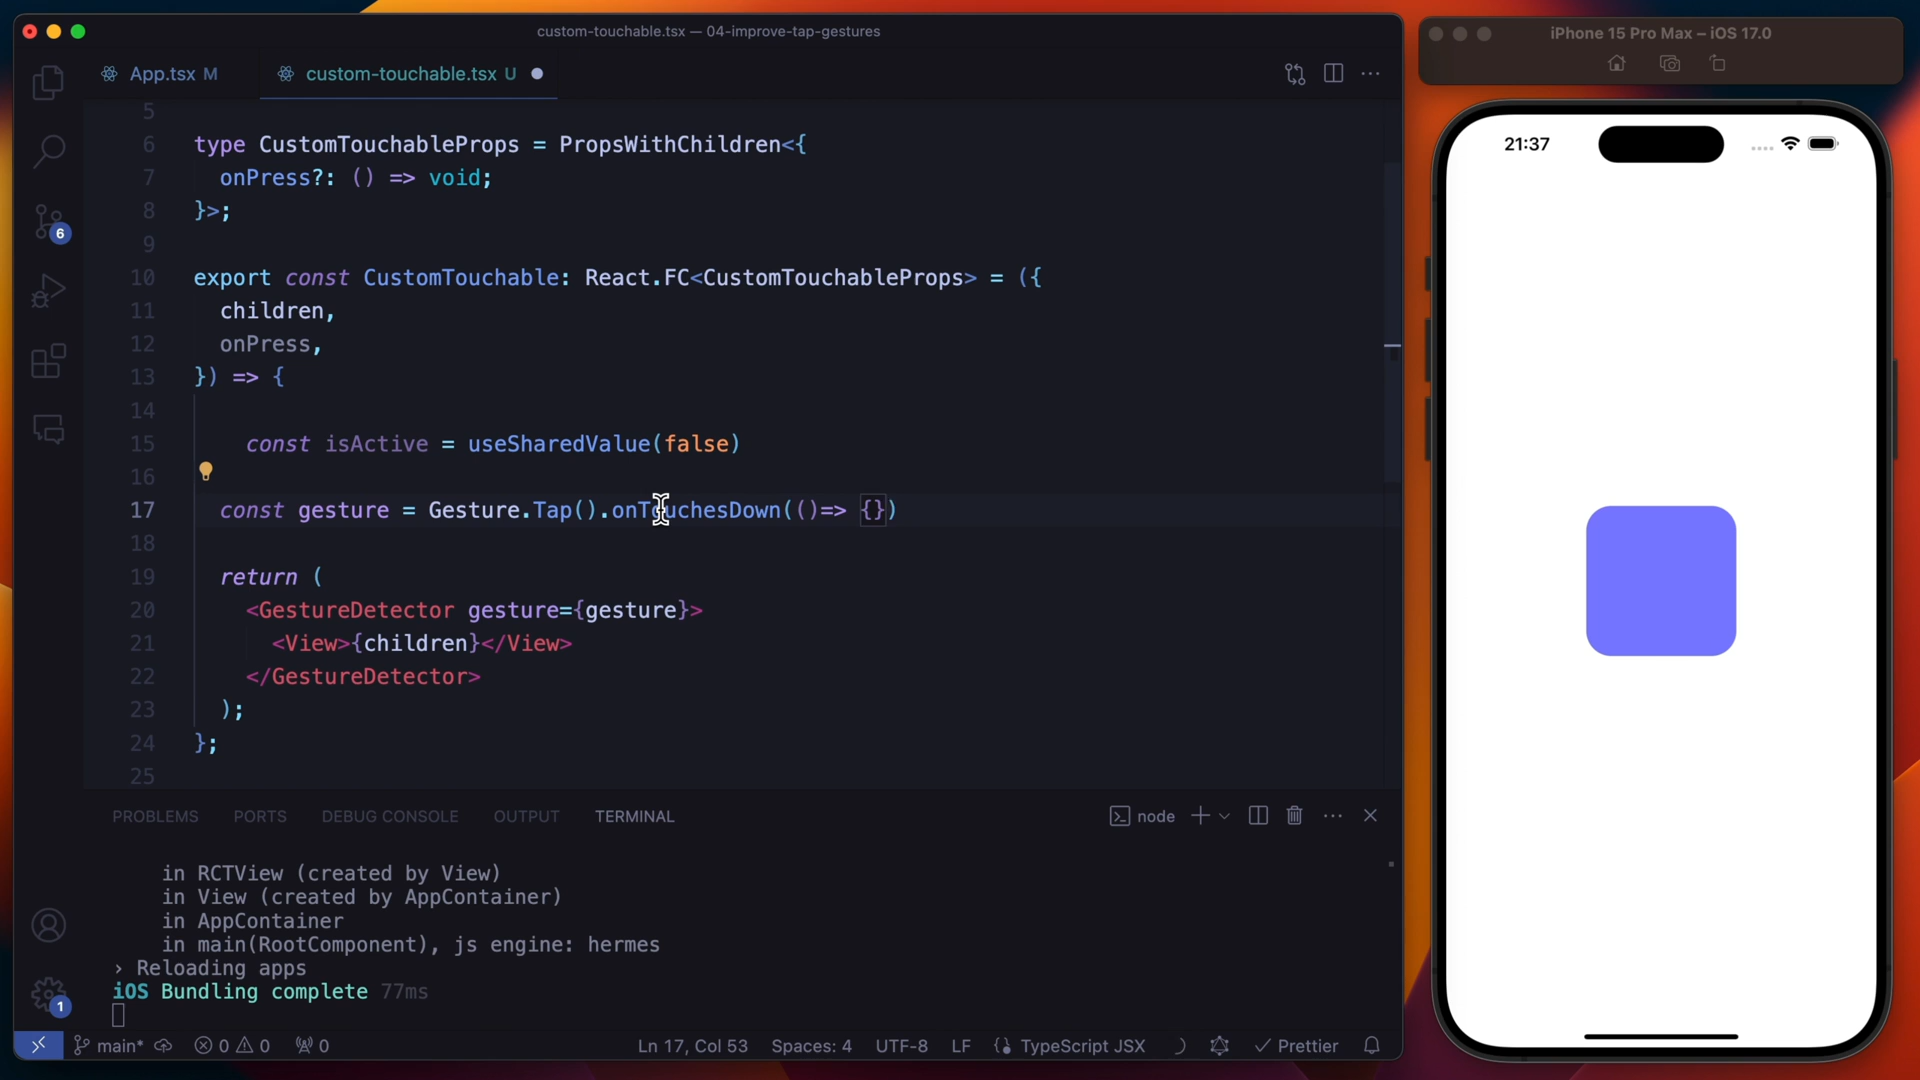 custom-touchable.tsx — 04-improve-tap-gestures
App.tsx M
custom-touchable.tsx U
5
6 type CustomTouchableProps = PropsWithChildren<{
7 onPress?: () => void;
8 }>;
9
10 export const CustomTouchable: React.FC<CustomTouchableProps> = ({
11 children,
12 onPress,
13 }) => {
14
15 const isActive = useSharedValue(false)
16
17 const gesture = Gesture.Tap().onTouchesDown(()=> {})
18
19 return (
20 <GestureDetector gesture={gesture}>
21 <View>{children}</View>
22 </GestureDetector>
23 );
24 };
25
6
1
PROBLEMS PORTS DEBUG CONSOLE OUTPUT TERMINAL
node
in RCTView (created by View)
in View (created by AppContainer)
in AppContainer
in main(RootComponent), js engine: hermes
› Reloading apps
iOS Bundling complete 77ms
main* 0 0 0 Ln 17, Col 53 Spaces: 4 UTF-8 LF TypeScript JSX Prettier
iPhone 15 Pro Max – iOS 17.0
21:37